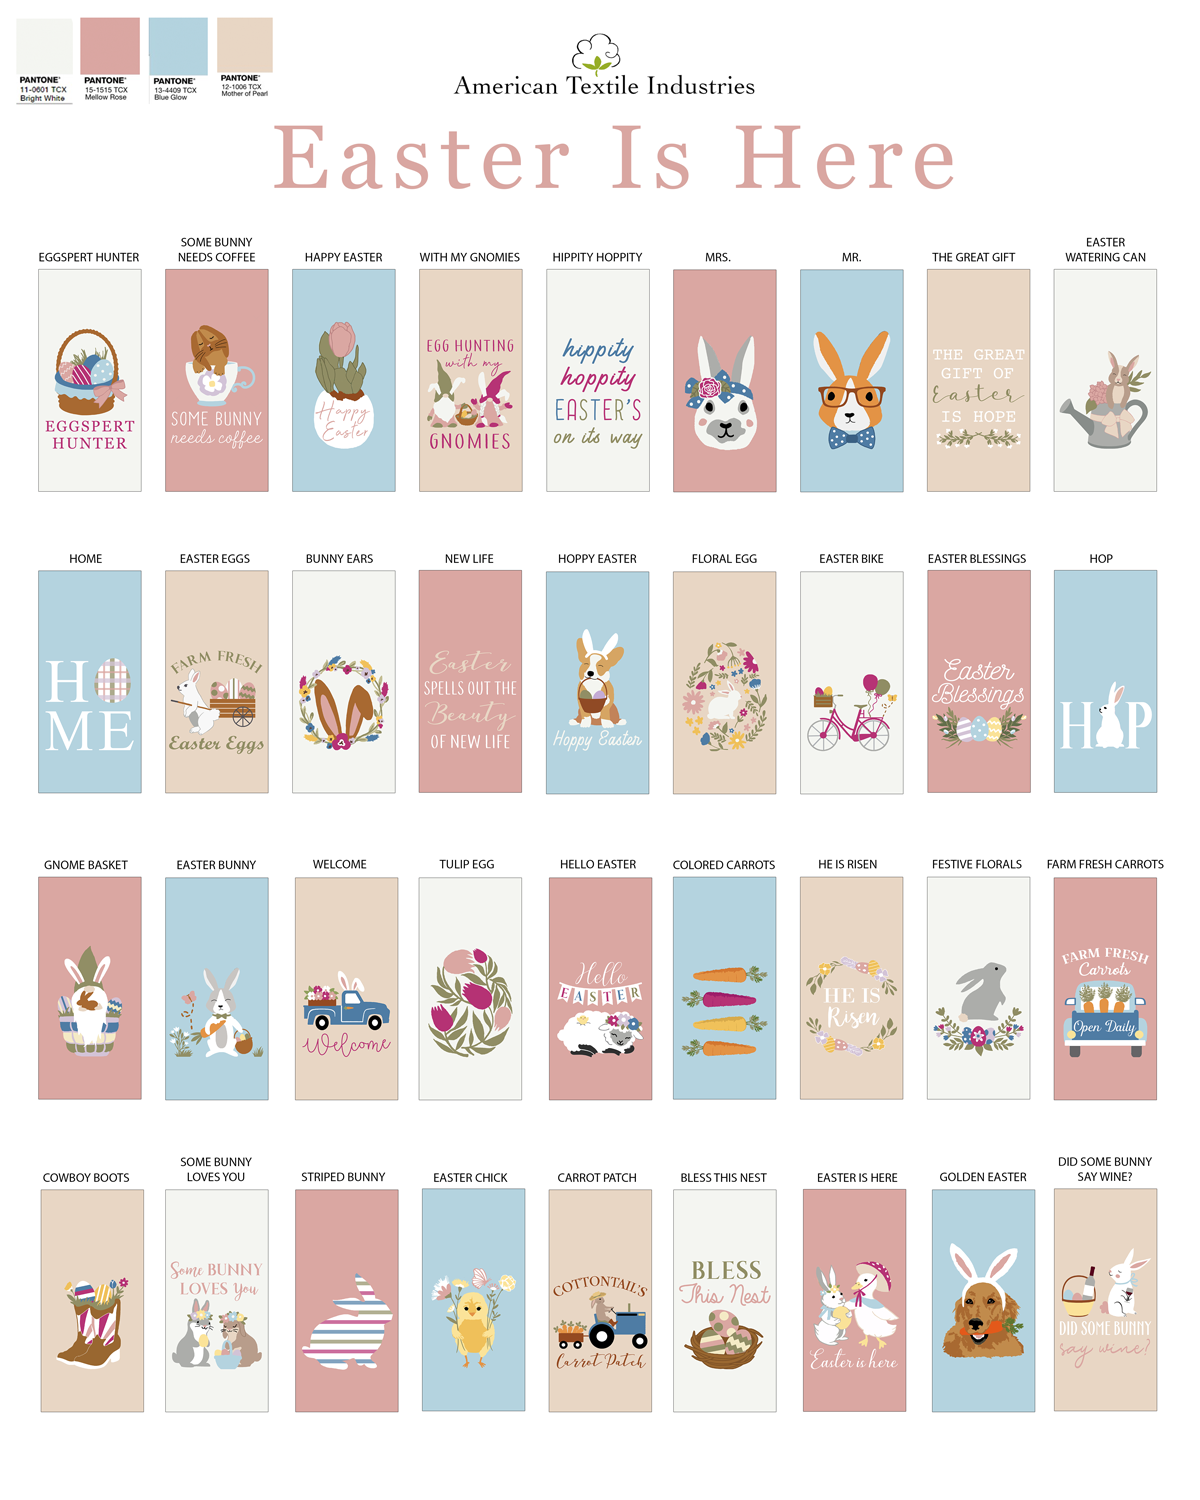 PANTONE®
11-0601 TCX
Bright White
PANTONE®
15-1515 TCX
Mellow Rose
PANTONE®
13-4409 TCX
Blue Glow
PANTONE®
12-1006 TCX
Mother of Pearl
American Textile Industries
Easter Is Here
EGGSPERT HUNTER
SOME BUNNY
NEEDS COFFEE
HAPPY EASTER
WITH MY GNOMIES
HIPPITY HOPPITY
MRS.
MR.
THE GREAT GIFT
EASTER
WATERING CAN
EGGSPERT
HUNTER
SOME BUNNY
needs coffee
Happy
Easter
EGG HUNTING
with my
GNOMIES
hippity
hoppity
EASTER'S
on its way
THE GREAT
GIFT OF
Easter
IS HOPE
HOME
EASTER EGGS
BUNNY EARS
NEW LIFE
HOPPY EASTER
FLORAL EGG
EASTER BIKE
EASTER BLESSINGS
HOP
H
ME
FARM FRESH
Easter Eggs
Easter
SPELLS OUT THE
Beauty
OF NEW LIFE
Hoppy Easter
Easter
Blessings
H P
GNOME BASKET
EASTER BUNNY
WELCOME
TULIP EGG
HELLO EASTER
COLORED CARROTS
HE IS RISEN
FESTIVE FLORALS
FARM FRESH CARROTS
Welcome
Hello
EASTER
HE IS
Risen
FARM FRESH
Carrots
Open Daily
COWBOY BOOTS
SOME BUNNY
LOVES YOU
STRIPED BUNNY
EASTER CHICK
CARROT PATCH
BLESS THIS NEST
EASTER IS HERE
GOLDEN EASTER
DID SOME BUNNY
SAY WINE?
Some BUNNY
LOVES You
COTTONTAIL'S
Carrot Patch
BLESS
This Nest
Easter is here
DID SOME BUNNY
say wine?